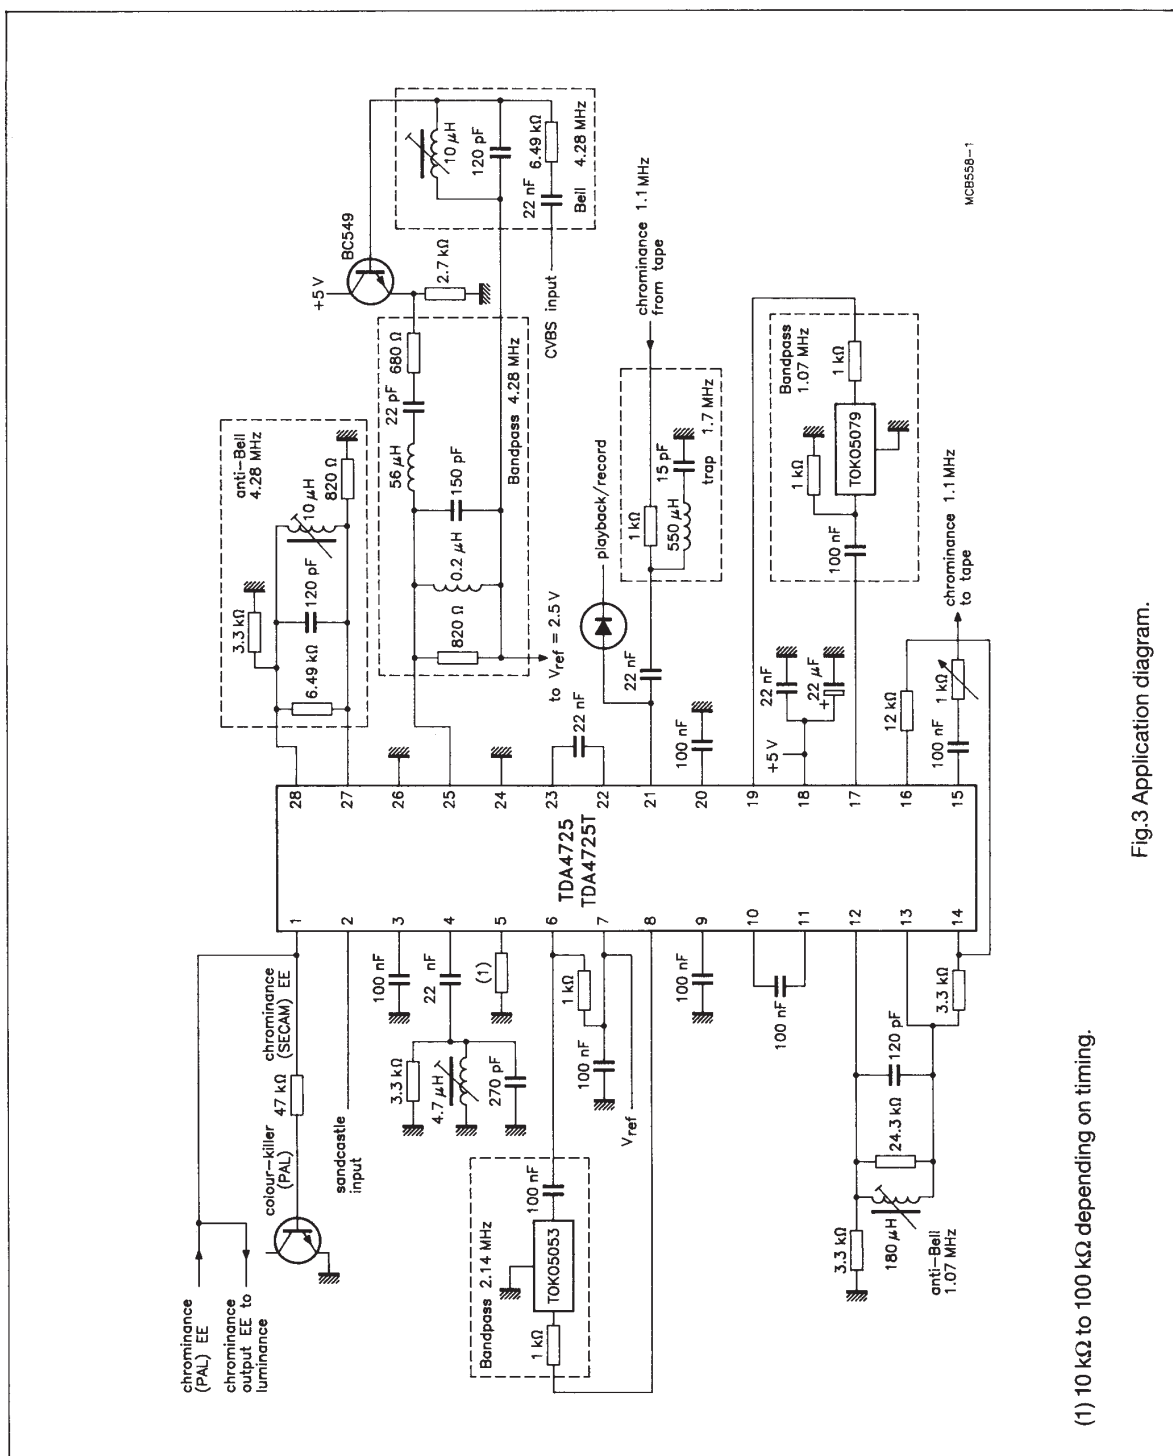 +5 V
BC549
10 µH
120 pF
22 nF
6.49 kΩ
Bell
4.28 MHz
2.7 kΩ
CVBS input
680 Ω
22 pF
56 µH
150 pF
0.2 µH
820 Ω
Bandpass 4.28 MHz
to Vref = 2.5 V
anti-Bell
4.28 MHz
3.3 kΩ
10 µH
120 pF
6.49 kΩ
820 Ω
chrominance 1.1 MHz
from tape
playback/record
1 kΩ
550 µH
15 pF
trap
1.7 MHz
22 nF
22 nF
100 nF
Bandpass
1.07 MHz
1 kΩ
1 kΩ
TOKO5079
100 nF
+5 V
22 nF
+
22 µF
12 kΩ
chrominance 1.1 MHz
to tape
1 kΩ
100 nF
28
27
26
25
24
23
22
21
20
19
18
17
16
15
TDA4725
TDA4725T
1
2
3
4
5
6
7
8
9
10
11
12
13
14
chrominance
(PAL) EE
chrominance
output EE to
luminance
colour-killer
(PAL)
47 kΩ
chrominance
(SECAM) EE
sandcastle
input
100 nF
22 nF
3.3 kΩ
4.7 µH
270 pF
(1)
Bandpass 2.14 MHz
1 kΩ
TOKO5053
100 nF
1 kΩ
100 nF
Vref
100 nF
100 nF
3.3 kΩ
180 µH
anti-Bell
1.07 MHz
24.3 kΩ
120 pF
3.3 kΩ
MCB558-1
(1) 10 kΩ to 100 kΩ depending on timing.
Fig.3 Application diagram.